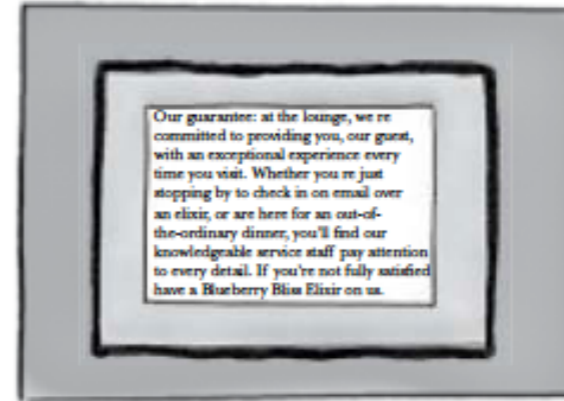 Our guarantee: at the lounge, we re
committed to providing you, our guest,
with an exceptional experience every
time you visit. Whether you re just
stopping by to check in on email over
an elixir, or are here for an out-of-
the-ordinary dinner, you'll find our
knowledgeable service staff pay attention
to every detail. If you're not fully satisfied
have a Blueberry Bliss Elixir on us.